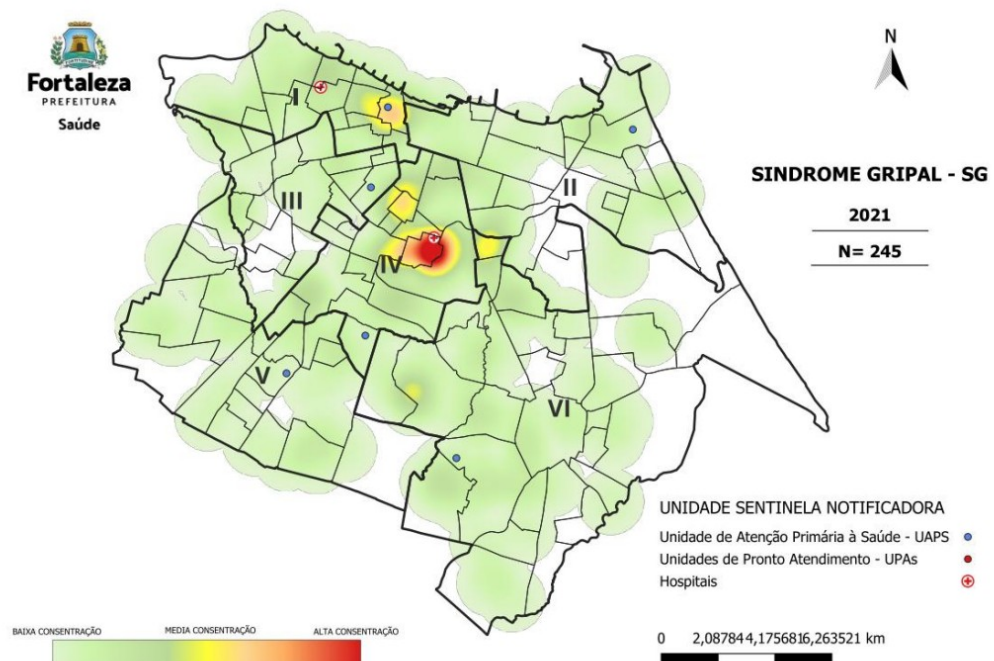 Fortaleza
PREFEITURA
Saúde
N
SINDROME GRIPAL - SG
2021
N= 245
I
II
III
IV
V
VI
UNIDADE SENTINELA NOTIFICADORA
Unidade de Atenção Primária à Saúde - UAPS
Unidades de Pronto Atendimento - UPAs
Hospitais
BAIXA CONSENTRAÇÃO MEDIA CONSENTRAÇÃO ALTA CONSENTRAÇÃO
0 2,087844,1756816,263521 km